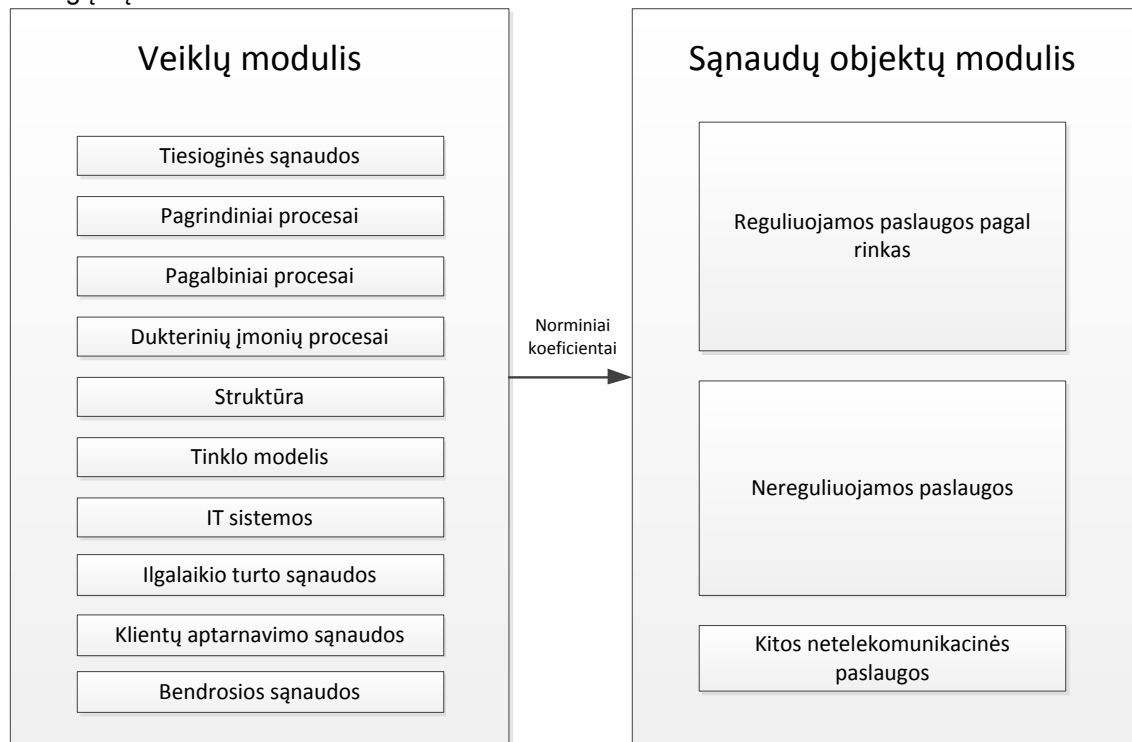 Veiklų modulis
Tiesioginės sąnaudos
Pagrindiniai procesai
Pagalbiniai procesai
Dukterinių įmonių procesai
Struktūra
Tinklo modelis
IT sistemos
Ilgalaikio turto sąnaudos
Klientų aptarnavimo sąnaudos
Bendrosios sąnaudos
Norminiai
koeficientai
Sąnaudų objektų modulis
Reguliuojamos paslaugos pagal
rinkas
Nereguliuojamos paslaugos
Kitos netelekomunikacinės
paslaugos